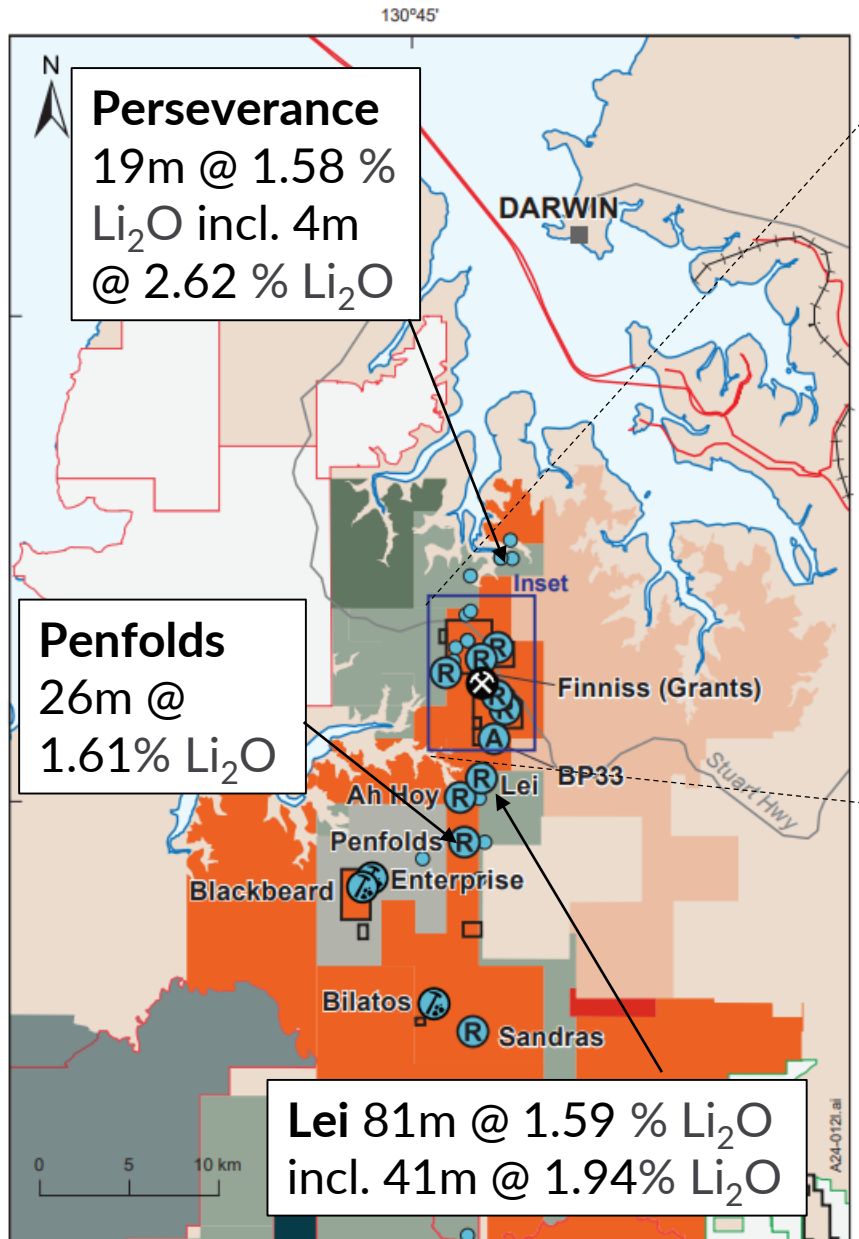 130°45'
N
Perseverance
19m @ 1.58 %
Li₂O incl. 4m
@ 2.62 % Li₂O
DARWIN
Inset
R
R
R
R
R
A
Finniss (Grants)
Penfolds
26m @
1.61% Li₂O
BP33
Stuart Hwy
R
Lei
Ah Hoy
R
Penfolds
R
Enterprise
Blackbeard
Bilatos
R
Sandras
Lei 81m @ 1.59 % Li₂O
incl. 41m @ 1.94% Li₂O
0 5 10 km
A24-012l.ai